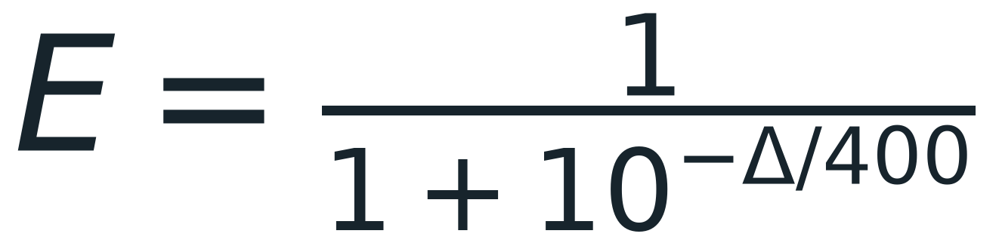 E = 1 / (1 + 10^(−Δ/400))